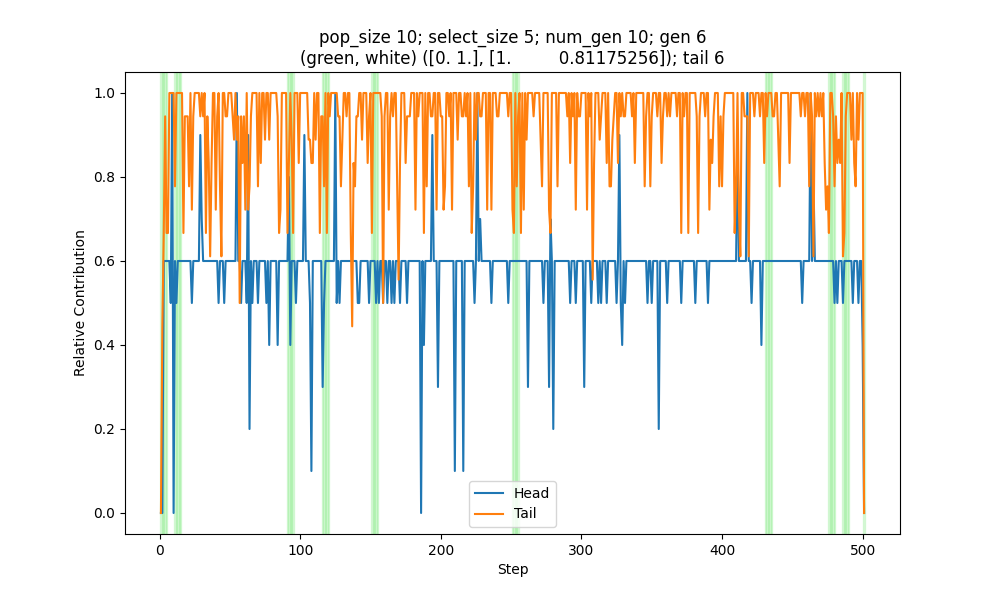 pop_size 10; select_size 5; num_gen 10; gen 6
(green, white) ([0. 1.], [1.          0.81175256]); tail 6
1.0
0.8
0.6
0.4
0.2
0.0
Relative Contribution
Head
Tail
0 100 200 300 400 500
Step